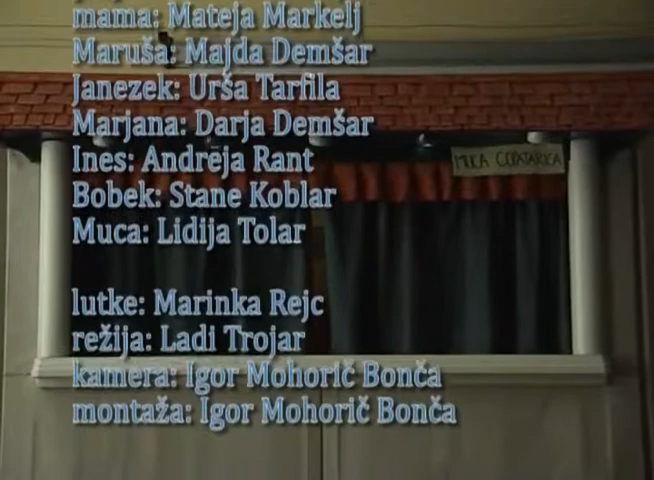 mama: Mateja Markelj
Maruša: Majda Demšar
Janezek: Urša Tarfila
Marjana: Darja Demšar
Ines: Andreja Rant
MUCA COPATARICA
Bobek: Stane Koblar
Muca: Lidija Tolar
lutke: Marinka Rejc
režija: Ladi Trojar
kamera: Igor Mohorič Bonča
montaža: Igor Mohorič Bonča